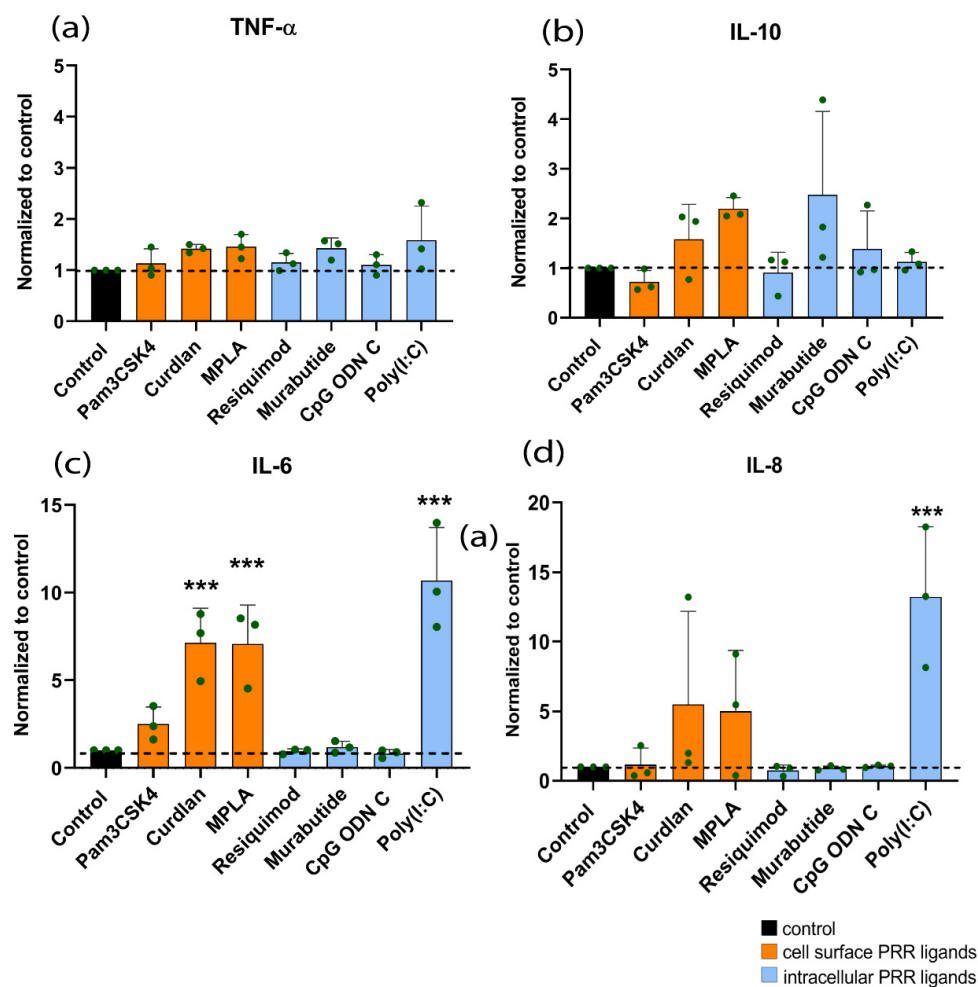 (a)
TNF-α
Normalized to control
5
4
3
2
1
0
Control
Pam3CSK4
Curdlan
MPLA
Resiquimod
Murabutide
CpG ODN C
Poly(I:C)
(b)
IL-10
Normalized to control
5
4
3
2
1
0
Control
Pam3CSK4
Curdlan
MPLA
Resiquimod
Murabutide
CpG ODN C
Poly(I:C)
(c)
IL-6
Normalized to control
15
10
5
0
***
***
***
Control
Pam3CSK4
Curdlan
MPLA
Resiquimod
Murabutide
CpG ODN C
Poly(I:C)
(a)
(d)
IL-8
Normalized to control
20
15
10
5
0
***
Control
Pam3CSK4
Curdlan
MPLA
Resiquimod
Murabutide
CpG ODN C
Poly(I:C)
control
cell surface PRR ligands
intracellular PRR ligands